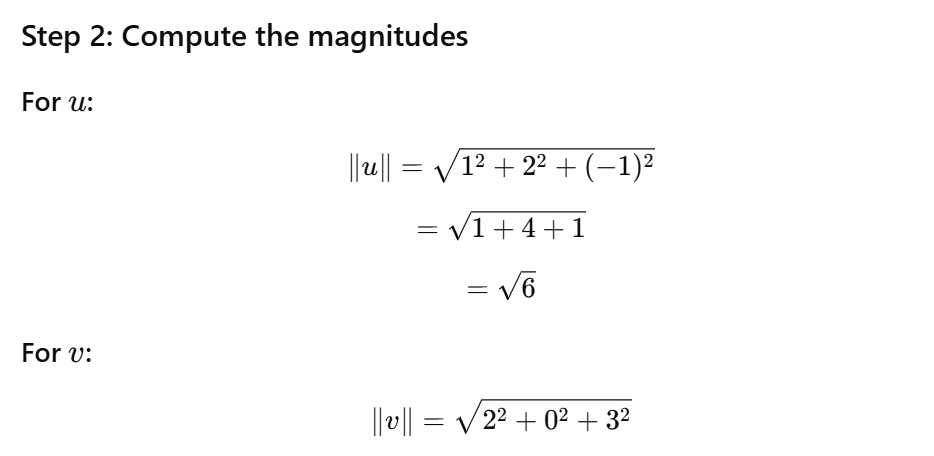 Step 2: Compute the magnitudes
For u:
‖u‖ = √(1² + 2² + (−1)²)
= √(1 + 4 + 1)
= √6
For v:
‖v‖ = √(2² + 0² + 3²)